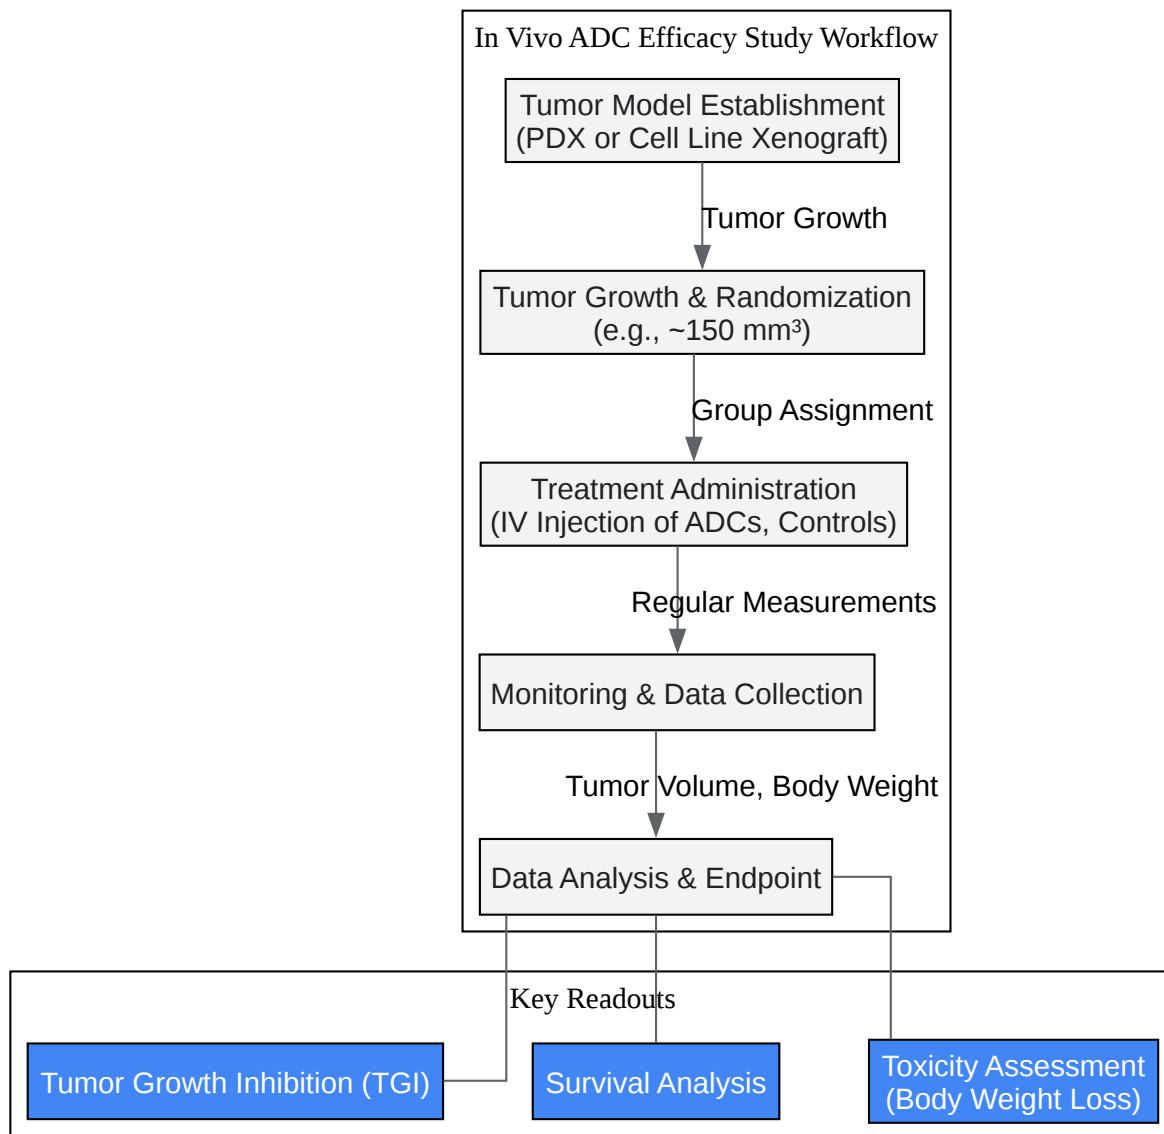 In Vivo ADC Efficacy Study Workflow
Tumor Model Establishment
(PDX or Cell Line Xenograft)
Tumor Growth
Tumor Growth & Randomization
(e.g., ~150 mm³)
Group Assignment
Treatment Administration
(IV Injection of ADCs, Controls)
Regular Measurements
Monitoring & Data Collection
Tumor Volume, Body Weight
Data Analysis & Endpoint
Key Readouts
Tumor Growth Inhibition (TGI)
Survival Analysis
Toxicity Assessment
(Body Weight Loss)